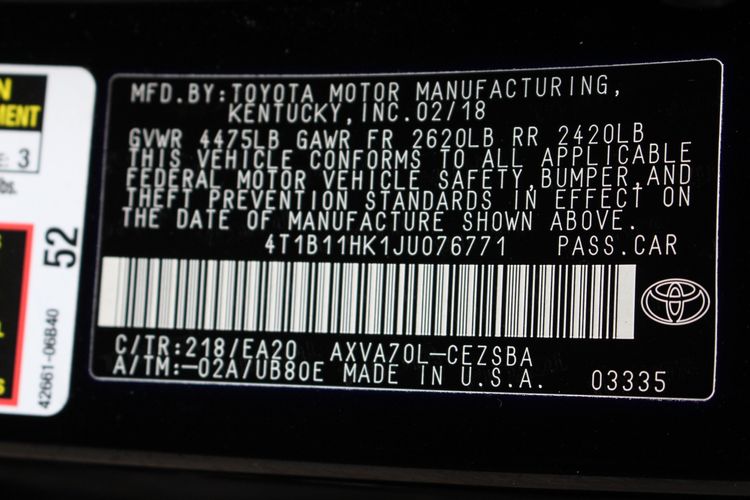 N
MENT
E: 3
lbs.
52
42661-06B40
MFD.BY:TOYOTA MOTOR MANUFACTURING,
KENTUCKY,INC.02/18
GVWR 4475LB GAWR FR 2620LB RR 2420LB
THIS VEHICLE CONFORMS TO ALL APPLICABLE
FEDERAL MOTOR VEHICLE SAFETY,BUMPER,AND
THEFT PREVENTION STANDARDS IN EFFECT ON
THE DATE OF MANUFACTURE SHOWN ABOVE.
4T1B11HK1JU076771 PASS.CAR
C/TR:218/EA20 AXVA70L-CEZSBA
A/TM:-02A/UB80E MADE IN U.S.A. 03335